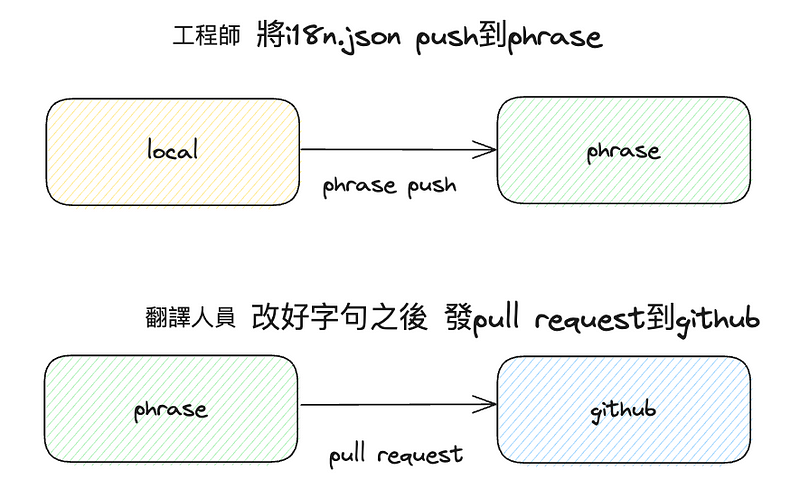 工程師 將i18n.json push到phrase
local
phrase
phrase push
翻譯人員 改好字句之後 發pull request到github
phrase
github
pull request